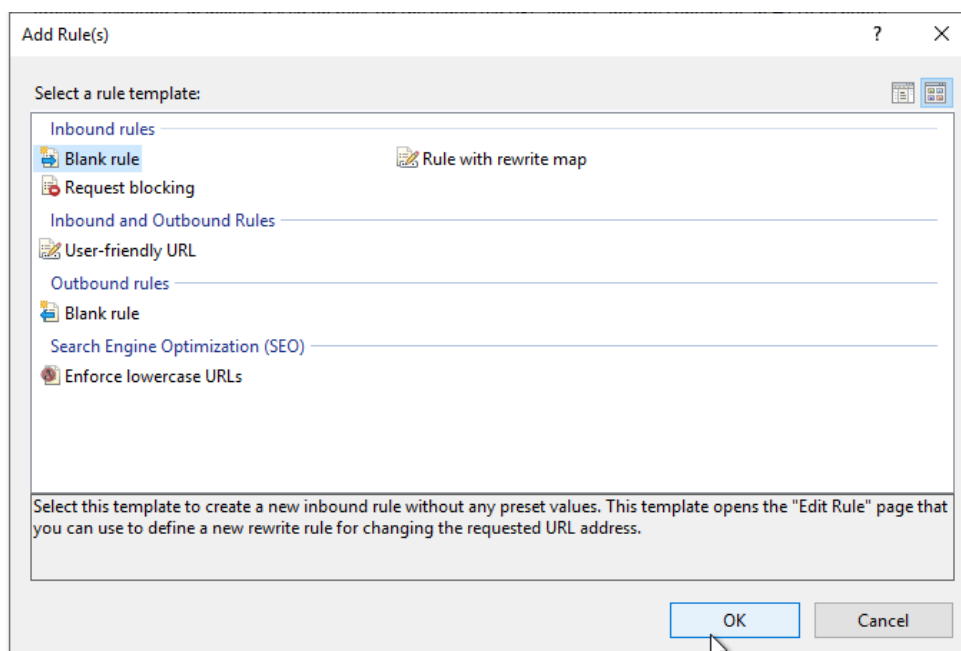 Add Rule(s)
?
Select a rule template:
Inbound rules
Blank rule
Rule with rewrite map
Request blocking
Inbound and Outbound Rules
User-friendly URL
Outbound rules
Blank rule
Search Engine Optimization (SEO)
Enforce lowercase URLs
Select this template to create a new inbound rule without any preset values. This template opens the "Edit Rule" page that
you can use to define a new rewrite rule for changing the requested URL address.
OK
Cancel